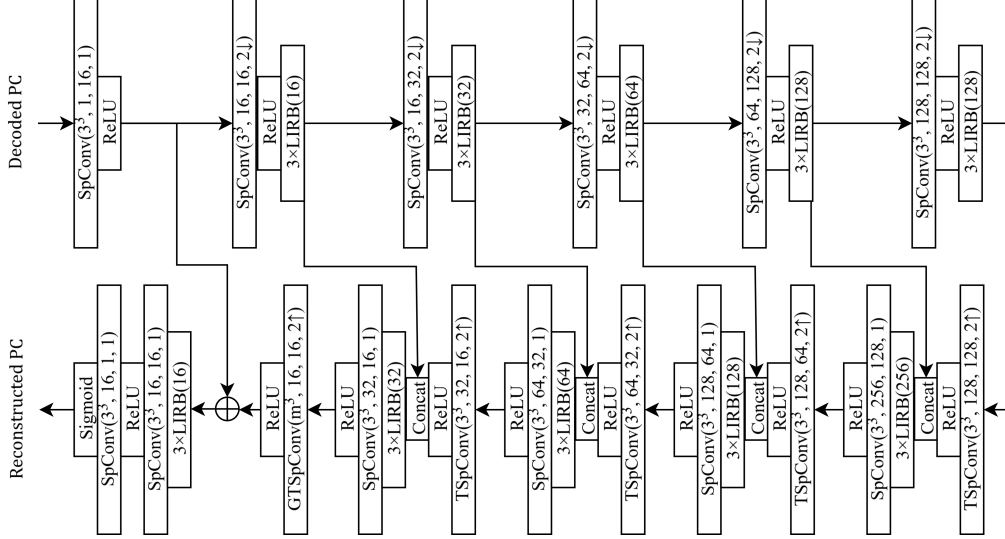 Decoded PC
SpConv(3³, 1, 16, 1)
ReLU
SpConv(3³, 16, 16, 2↓)
ReLU
3×LIRB(16)
SpConv(3³, 16, 32, 2↓)
ReLU
3×LIRB(32)
SpConv(3³, 32, 64, 2↓)
ReLU
3×LIRB(64)
SpConv(3³, 64, 128, 2↓)
ReLU
3×LIRB(128)
SpConv(3³, 128, 128, 2↓)
ReLU
3×LIRB(128)
Reconstructed PC
Sigmoid
SpConv(3³, 16, 1, 1)
ReLU
SpConv(3³, 16, 16, 1)
3×LIRB(16)
ReLU
GTSpConv(m³, 16, 16, 2↑)
ReLU
SpConv(3³, 32, 16, 1)
3×LIRB(32)
Concat
ReLU
TSpConv(3³, 32, 16, 2↑)
ReLU
SpConv(3³, 64, 32, 1)
3×LIRB(64)
Concat
ReLU
TSpConv(3³, 64, 32, 2↑)
ReLU
SpConv(3³, 128, 64, 1)
3×LIRB(128)
Concat
ReLU
TSpConv(3³, 128, 64, 2↑)
ReLU
SpConv(3³, 256, 128, 1)
3×LIRB(256)
Concat
ReLU
TSpConv(3³, 128, 128, 2↑)